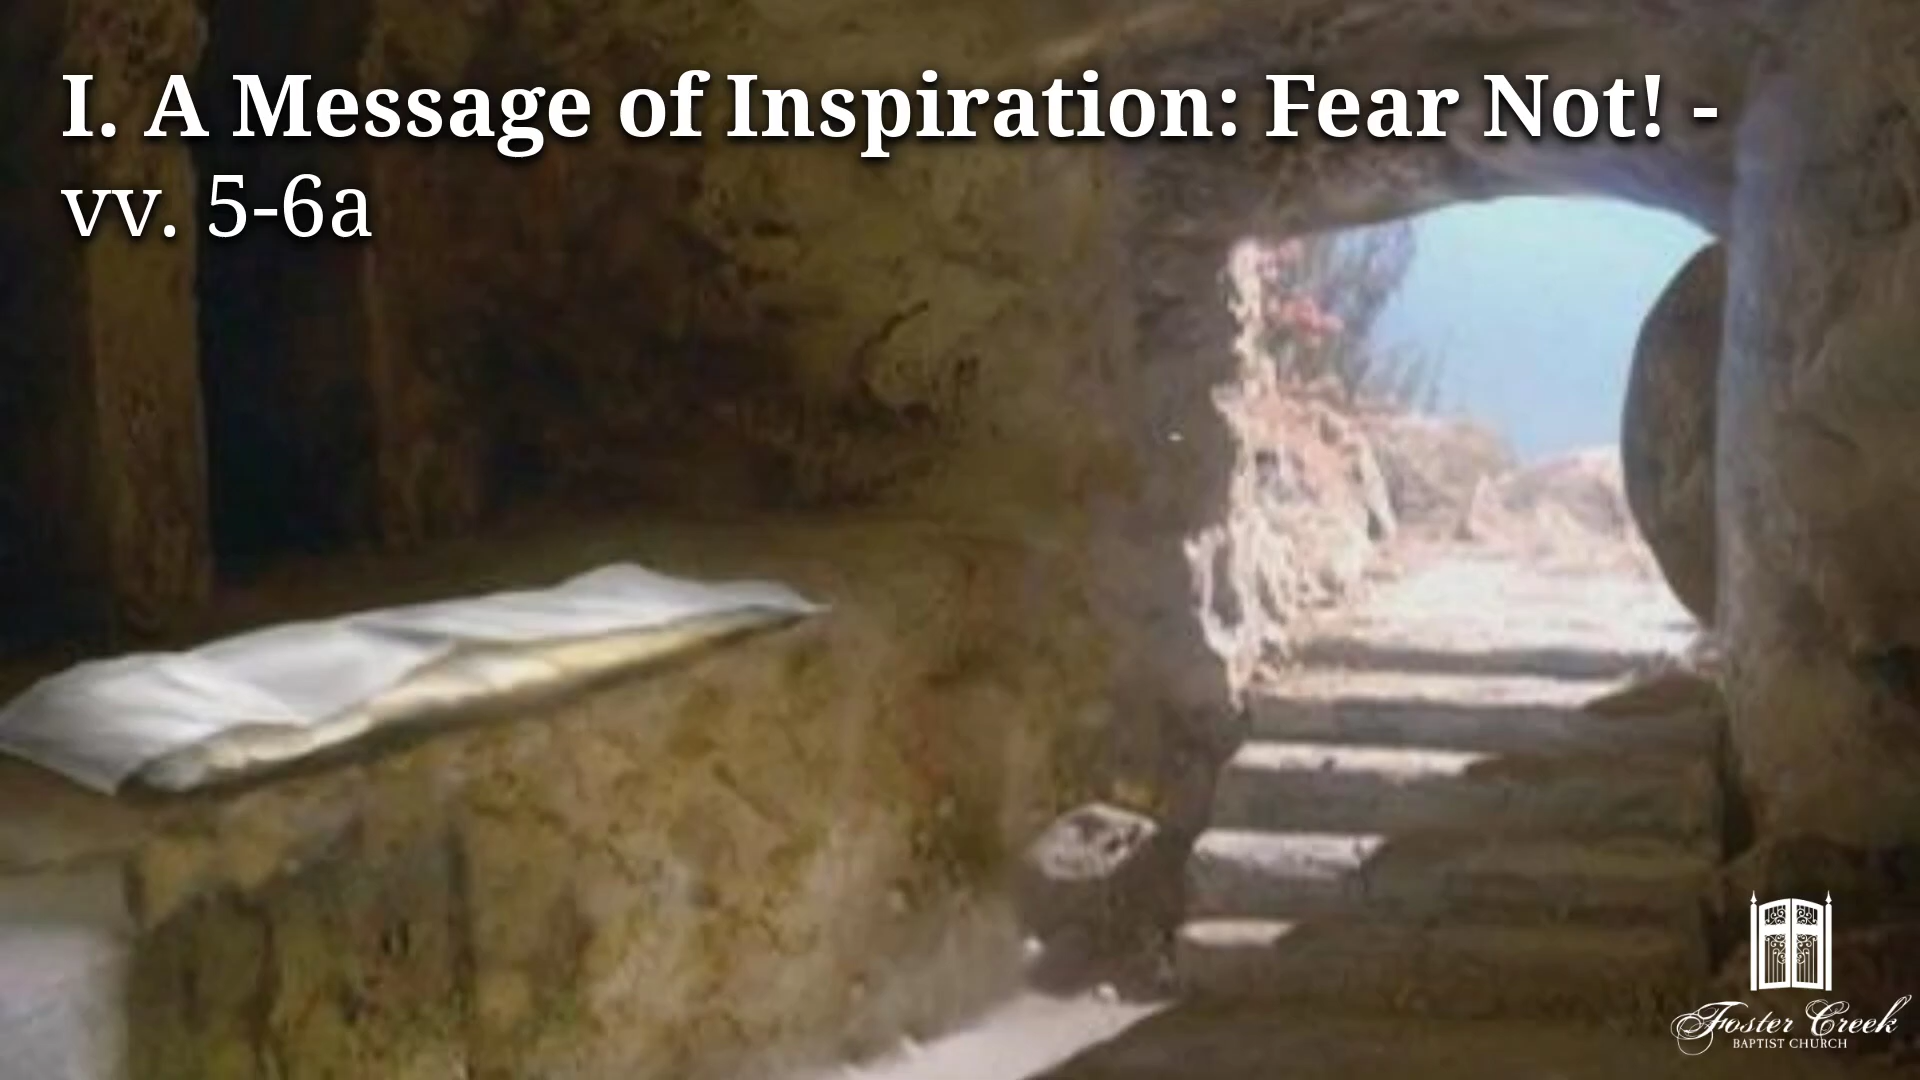 I. A Message of Inspiration: Fear Not! -
vv. 5-6a
Foster Creek
BAPTIST CHURCH